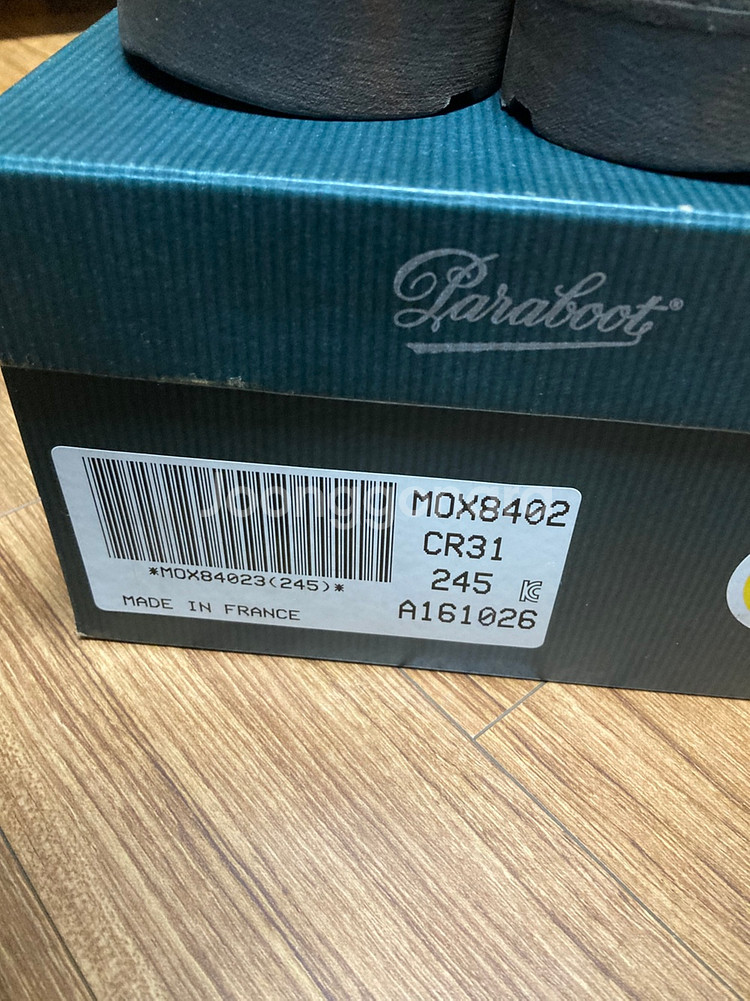 Paraboot®
MOX8402
CR31
245
A161026
*MOX84023(245)*
MADE IN FRANCE